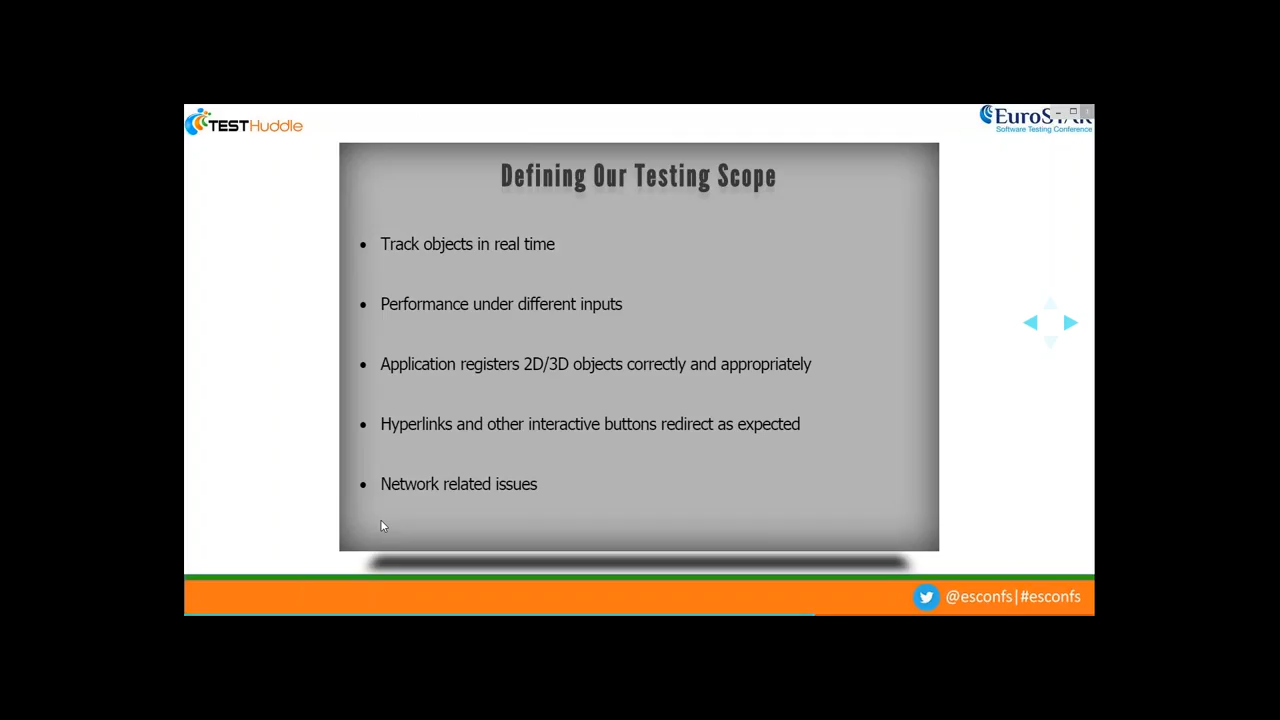 TESTHuddle
EuroSTAR
Software Testing Conference
Defining Our Testing Scope
• Track objects in real time
• Performance under different inputs
• Application registers 2D/3D objects correctly and appropriately
• Hyperlinks and other interactive buttons redirect as expected
• Network related issues
@esconfs|#esconfs